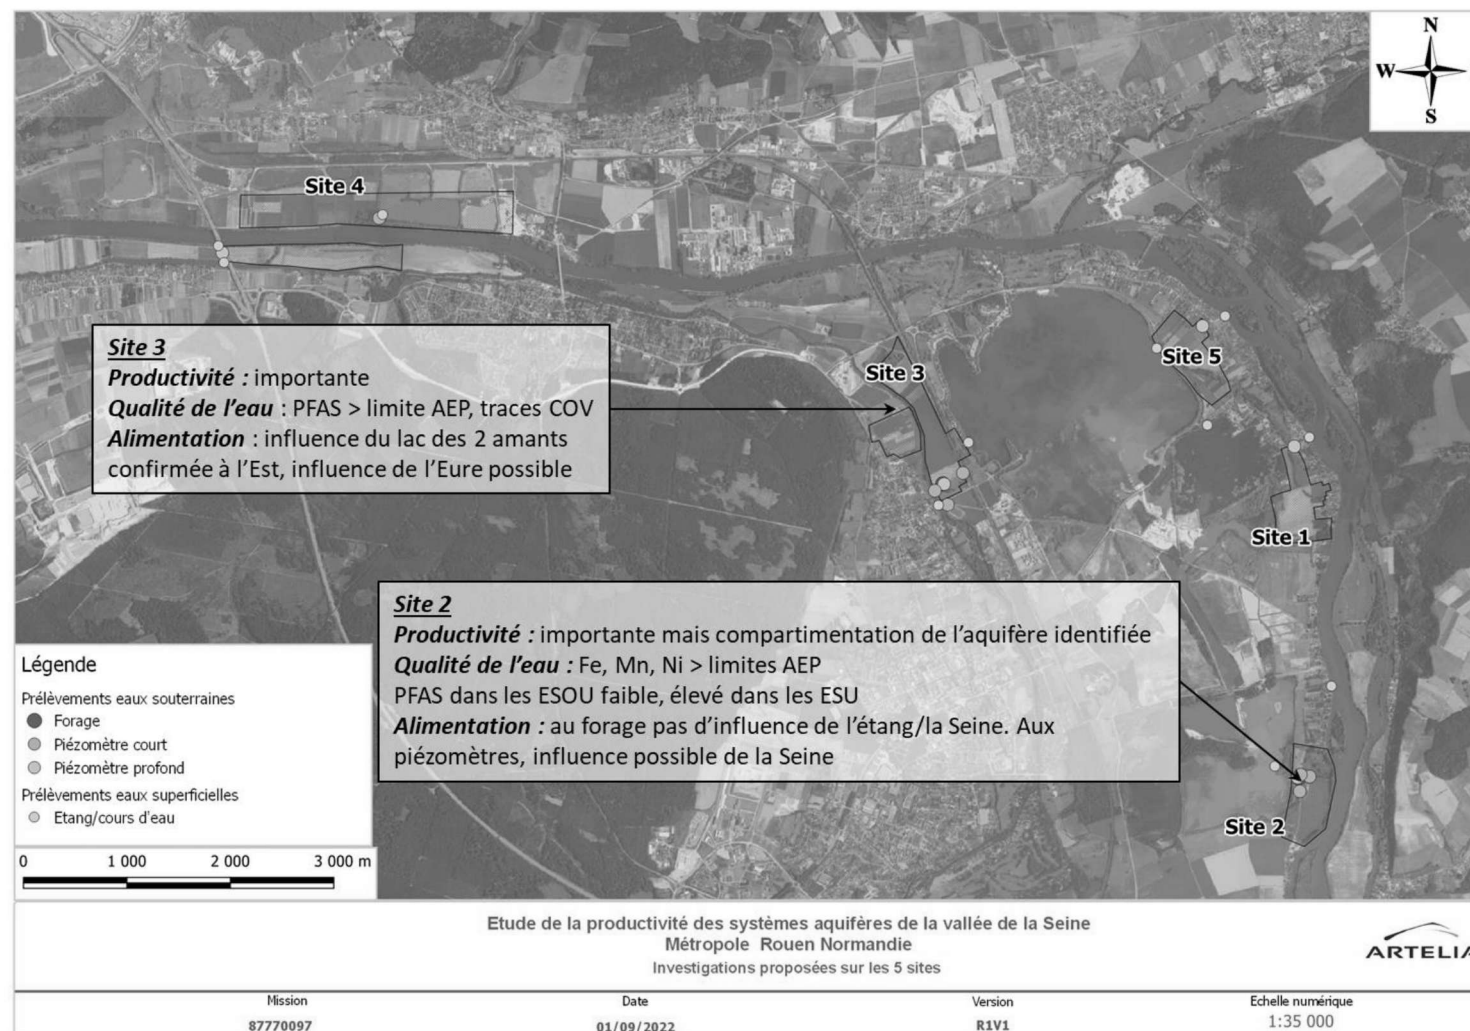 N
W
S
Site 4
Site 3
Productivité : importante
Qualité de l'eau : PFAS > limite AEP, traces COV
Alimentation : influence du lac des 2 amants
confirmée à l'Est, influence de l'Eure possible
Site 3
Site 5
Site 1
Site 2
Productivité : importante mais compartimentation de l'aquifère identifiée
Qualité de l'eau : Fe, Mn, Ni > limites AEP
PFAS dans les ESOU faible, élevé dans les ESU
Alimentation : au forage pas d'influence de l'étang/la Seine. Aux
piézomètres, influence possible de la Seine
Site 2
Légende
Prélèvements eaux souterraines
Forage
Piézomètre court
Piézomètre profond
Prélèvements eaux superficielles
Etang/cours d'eau
0 1 000 2 000 3 000 m
Etude de la productivité des systèmes aquifères de la vallée de la Seine
Métropole Rouen Normandie
Investigations proposées sur les 5 sites
ARTELIA
Mission Date Version Echelle numérique
87770097 01/09/2022 R1V1 1:35 000